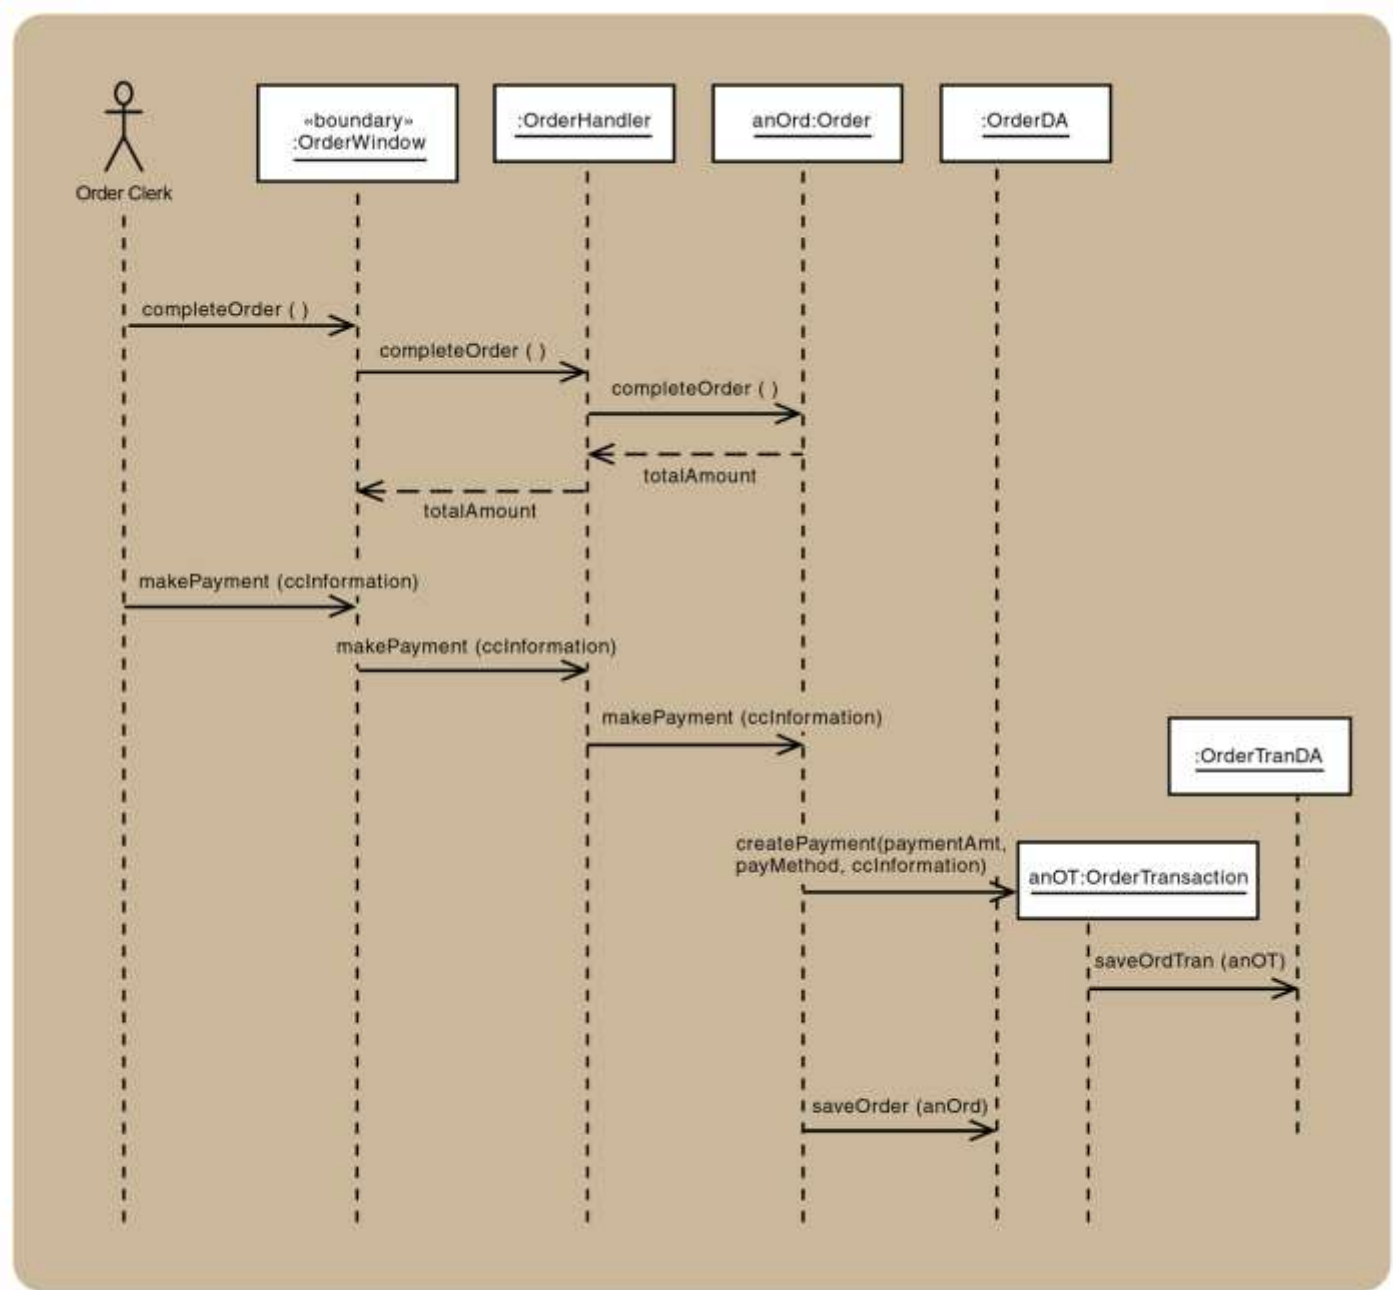 «boundary»
:OrderWindow
:OrderHandler
anOrd:Order
:OrderDA
Order Clerk
completeOrder ( )
completeOrder ( )
completeOrder ( )
totalAmount
totalAmount
makePayment (ccInformation)
makePayment (ccInformation)
makePayment (ccInformation)
:OrderTranDA
createPayment(paymentAmt,
payMethod, ccInformation)
anOT:OrderTransaction
saveOrdTran (anOT)
saveOrder (anOrd)